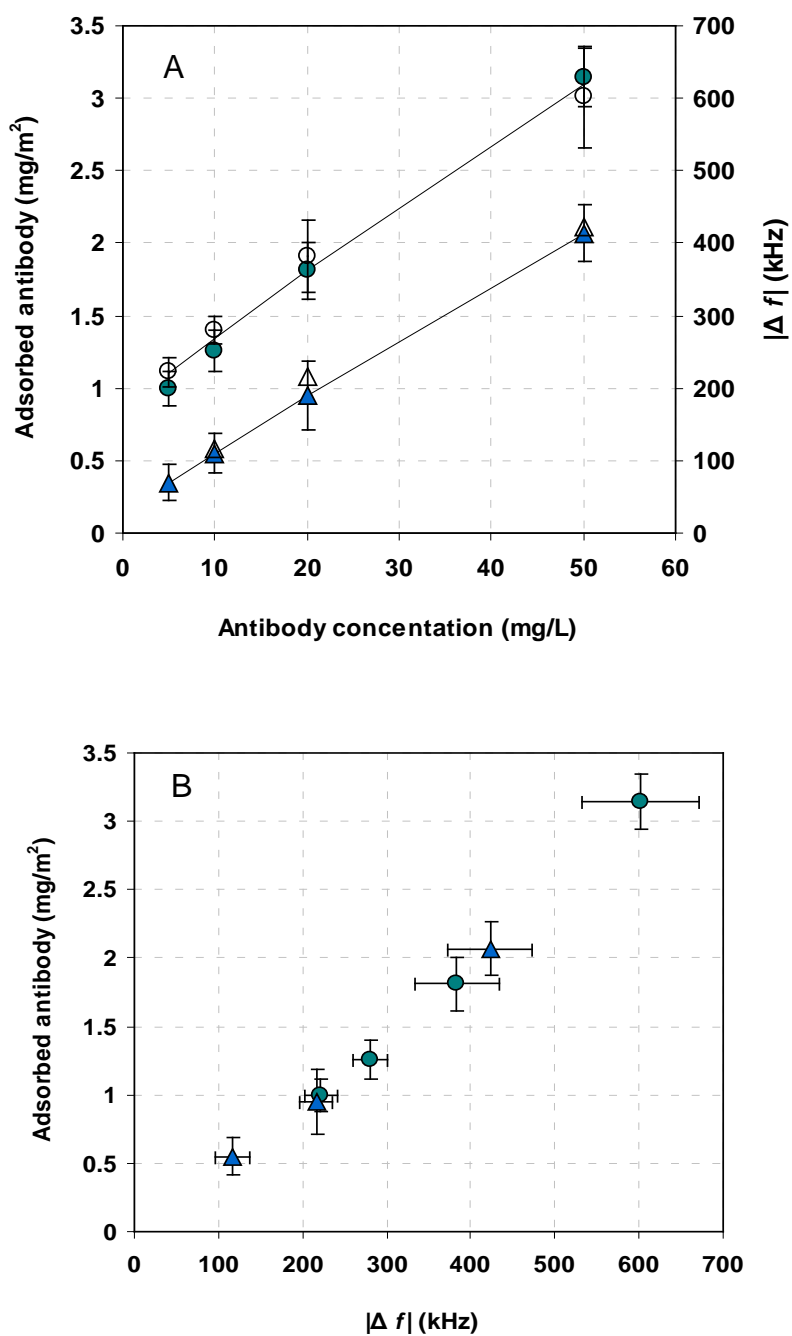 A
3.5
3
2.5
2
1.5
1
0.5
0
700
600
500
400
300
200
100
0
0 10 20 30 40 50 60
Adsorbed antibody (mg/m²)
|Δ f| (kHz)
Antibody concentation (mg/L)
B
3.5
3
2.5
2
1.5
1
0.5
0
0 100 200 300 400 500 600 700
Adsorbed antibody (mg/m²)
|Δ f| (kHz)